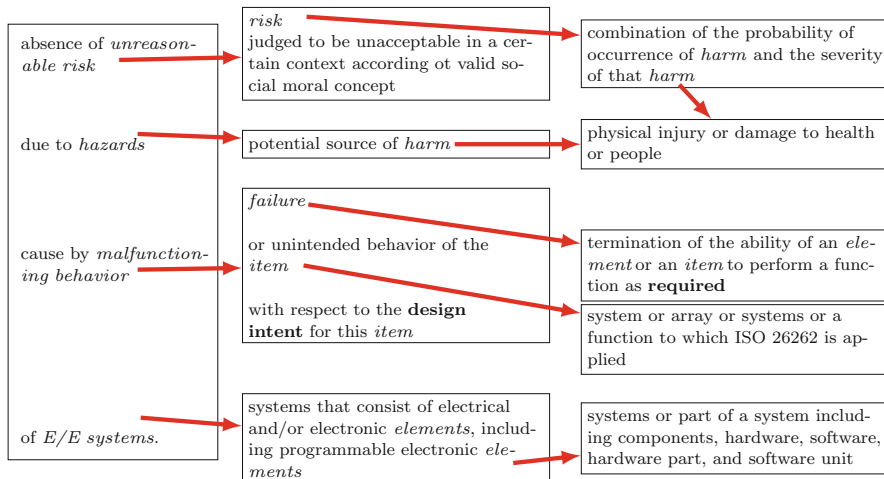 absence of unreason-
able risk
due to hazards
cause by malfunction-
ing behavior
of E/E systems.
risk
judged to be unacceptable in a cer-
tain context according ot valid so-
cial moral concept
potential source of harm
failure
or unintended behavior of the
item
with respect to the design
intent for this item
systems that consist of electrical
and/or electronic elements, includ-
ing programmable electronic ele-
ments
combination of the probability of
occurrence of harm and the severity
of that harm
physical injury or damage to health
or people
termination of the ability of an ele-
ment or an item to perform a func-
tion as required
system or array or systems or a
function to which ISO 26262 is ap-
plied
systems or part of a system includ-
ing components, hardware, software,
hardware part, and software unit